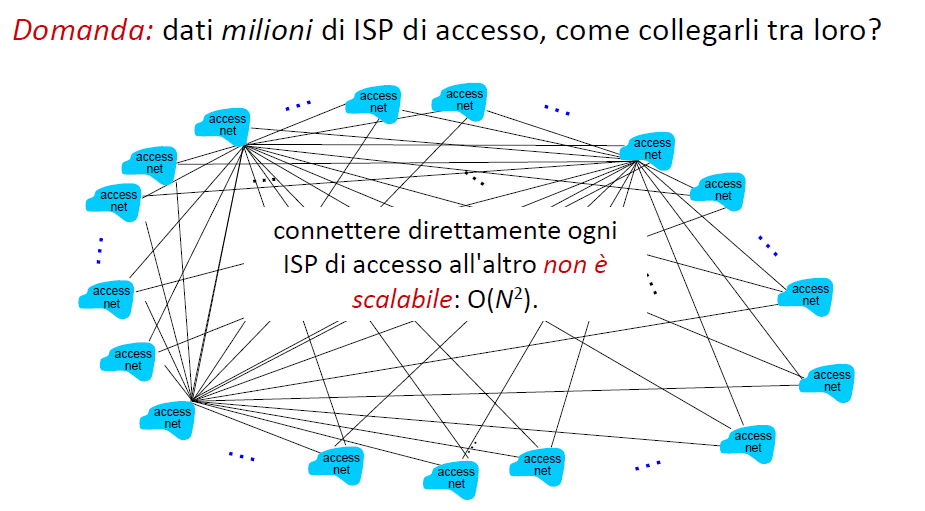 Domanda: dati milioni di ISP di accesso, come collegarli tra loro?
access
net
access
net
access
net
access
net
access
net
access
net
access
net
connettere direttamente ogni
ISP di accesso all'altro non è
scalabile: O(N²).
access
net
access
net
access
net
access
net
access
net
access
net
access
net
access
net
access
net